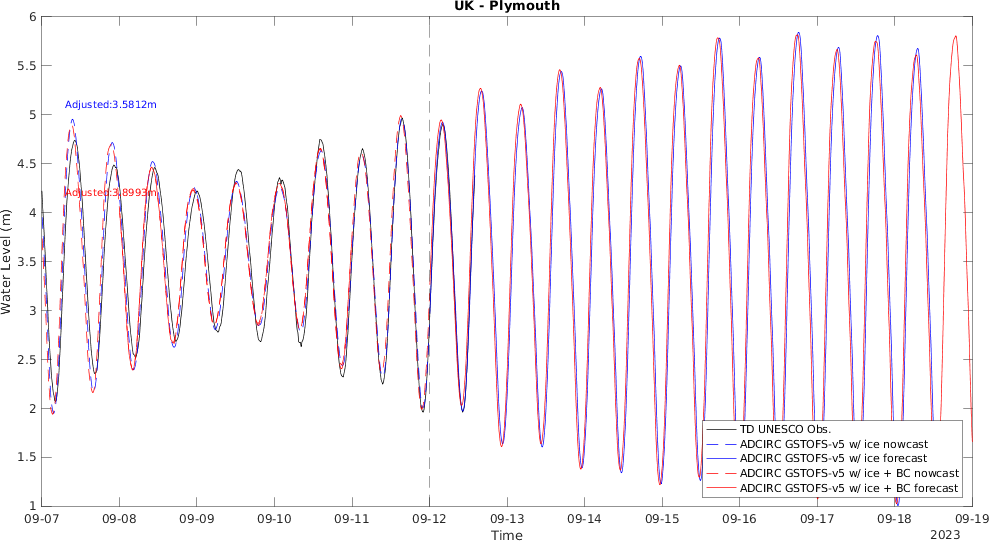 UK - Plymouth
6
5.5
5
4.5
4
3.5
3
2.5
2
1.5
1
Water Level (m)
Adjusted:3.5812m
Adjusted:3.8993m
TD UNESCO Obs.
ADCIRC GSTOFS-v5 w/ ice nowcast
ADCIRC GSTOFS-v5 w/ ice forecast
ADCIRC GSTOFS-v5 w/ ice + BC nowcast
ADCIRC GSTOFS-v5 w/ ice + BC forecast
09-07 09-08 09-09 09-10 09-11 09-12 09-13 09-14 09-15 09-16 09-17 09-18 09-19
Time
2023